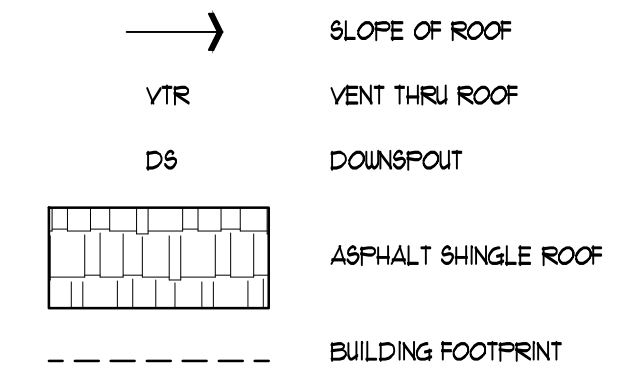 SLOPE OF ROOF
VTR VENT THRU ROOF
DS DOWNSPOUT
ASPHALT SHINGLE ROOF
BUILDING FOOTPRINT